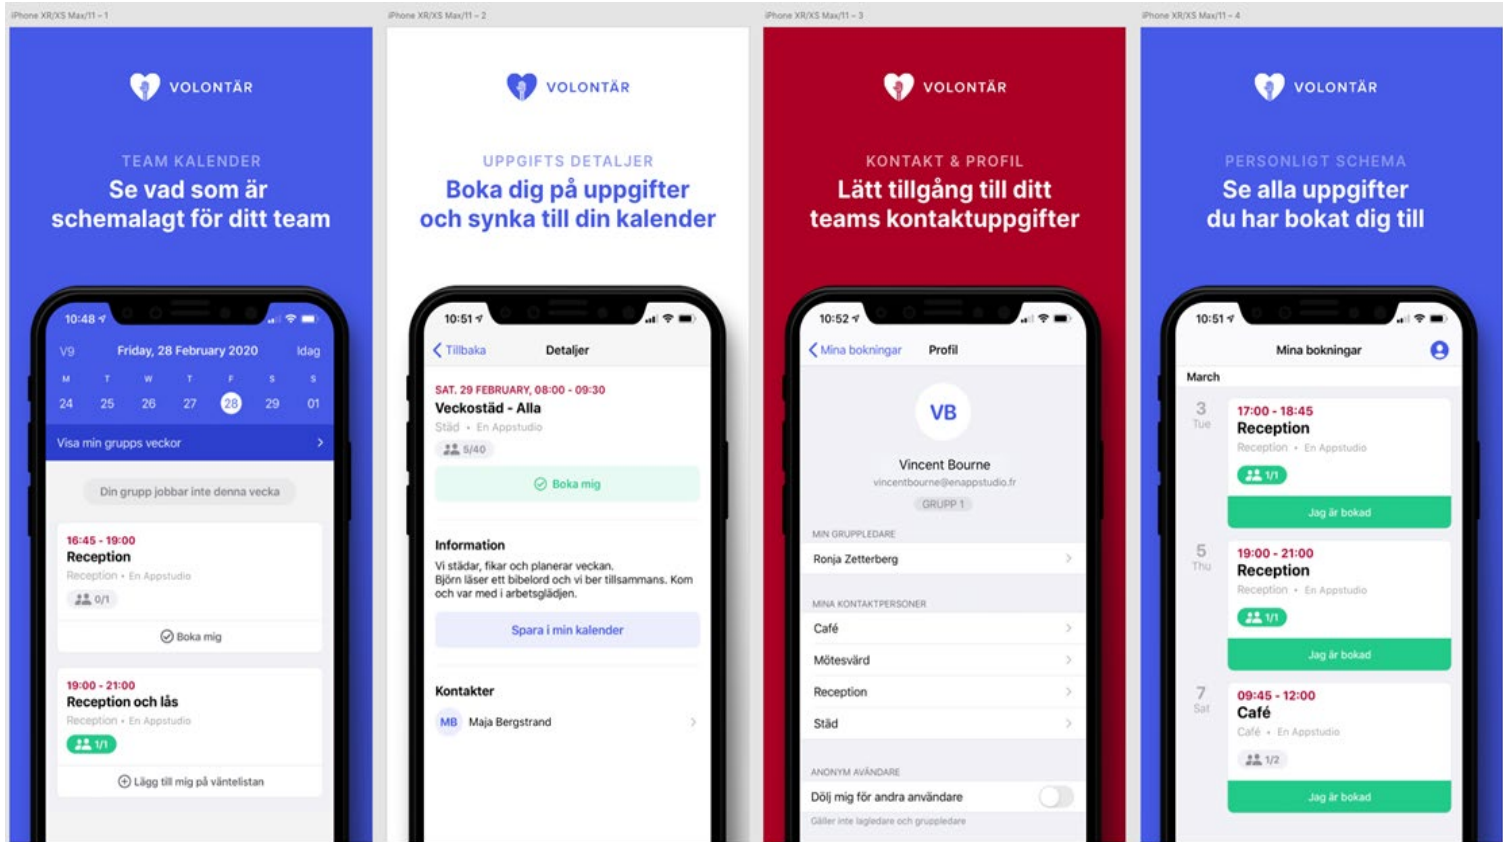 iPhone XR/XS Max/11 – 1
VOLONTÄR
TEAM KALENDER
Se vad som är
schemalagt för ditt team
10:48
V9 Friday, 28 February 2020 Idag
M T W T F S S
24 25 26 27 28 29 01
Visa min grupps veckor
Din grupp jobbar inte denna vecka
16:45 - 19:00
Reception
Reception • En Appstudio
0/1
Boka mig
19:00 - 21:00
Reception och lås
Reception • En Appstudio
1/1
Lägg till mig på väntelistan
iPhone XR/XS Max/11 – 2
VOLONTÄR
UPPGIFTS DETALJER
Boka dig på uppgifter
och synka till din kalender
10:51
Tillbaka Detaljer
SAT. 29 FEBRUARY, 08:00 - 09:30
Veckostäd - Alla
Städ • En Appstudio
5/40
Boka mig
Information
Vi städar, fikar och planerar veckan.
Björn läser ett bibelord och vi ber tillsammans. Kom
och var med i arbetsglädjen.
Spara i min kalender
Kontakter
MB Maja Bergstrand
iPhone XR/XS Max/11 – 3
VOLONTÄR
KONTAKT & PROFIL
Lätt tillgång till ditt
teams kontaktuppgifter
10:52
Mina bokningar Profil
VB
Vincent Bourne
vincentbourne@enappstudio.fr
GRUPP 1
MIN GRUPPLEDARE
Ronja Zetterberg
MINA KONTAKTPERSONER
Café
Mötesvärd
Reception
Städ
ANONYM AVÄNDARE
Dölj mig för andra användare
Gäller inte lagledare och gruppledare
iPhone XR/XS Max/11 – 4
VOLONTÄR
PERSONLIGT SCHEMA
Se alla uppgifter
du har bokat dig till
10:51
Mina bokningar
March
3
Tue
17:00 - 18:45
Reception
Reception • En Appstudio
1/1
Jag är bokad
5
Thu
19:00 - 21:00
Reception
Reception • En Appstudio
1/1
Jag är bokad
7
Sat
09:45 - 12:00
Café
Café • En Appstudio
1/2
Jag är bokad